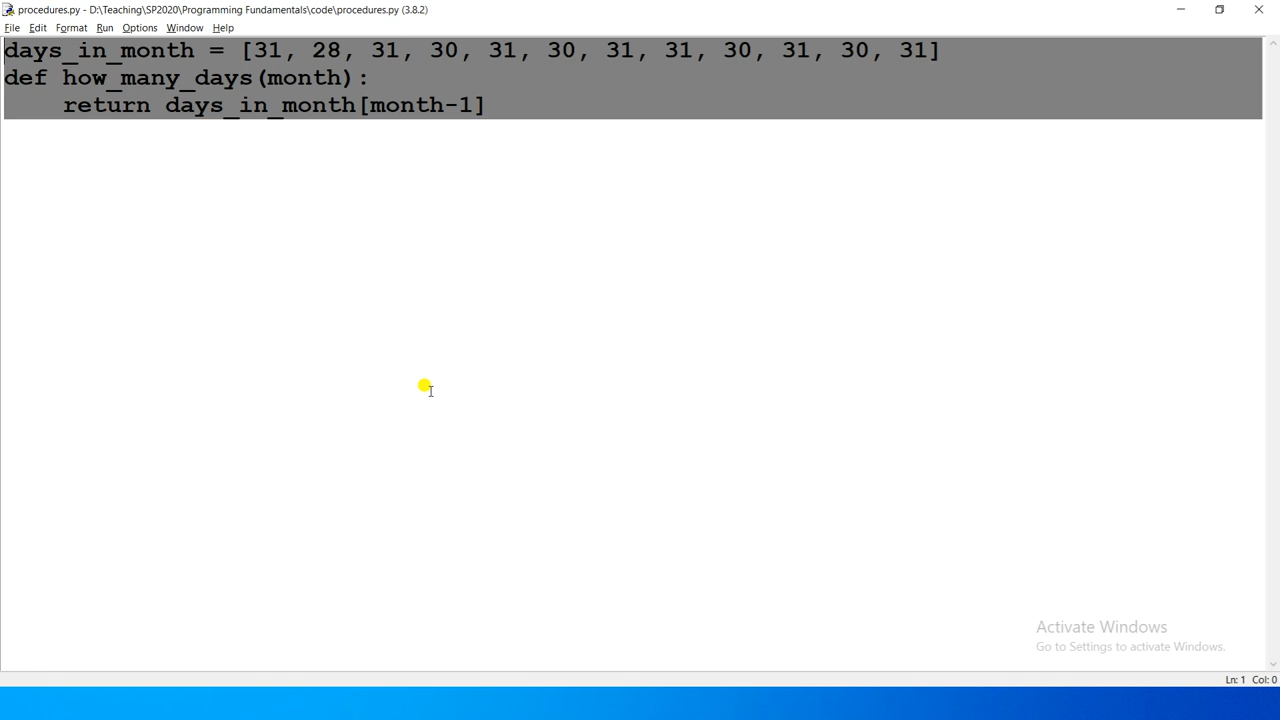 procedures.py - D:\Teaching\SP2020\Programming Fundamentals\code\procedures.py (3.8.2)
File Edit Format Run Options Window Help
days_in_month = [31, 28, 31, 30, 31, 30, 31, 31, 30, 31, 30, 31]
def how_many_days(month):
    return days_in_month[month-1]
Activate Windows
Go to Settings to activate Windows.
Ln: 1 Col: 0